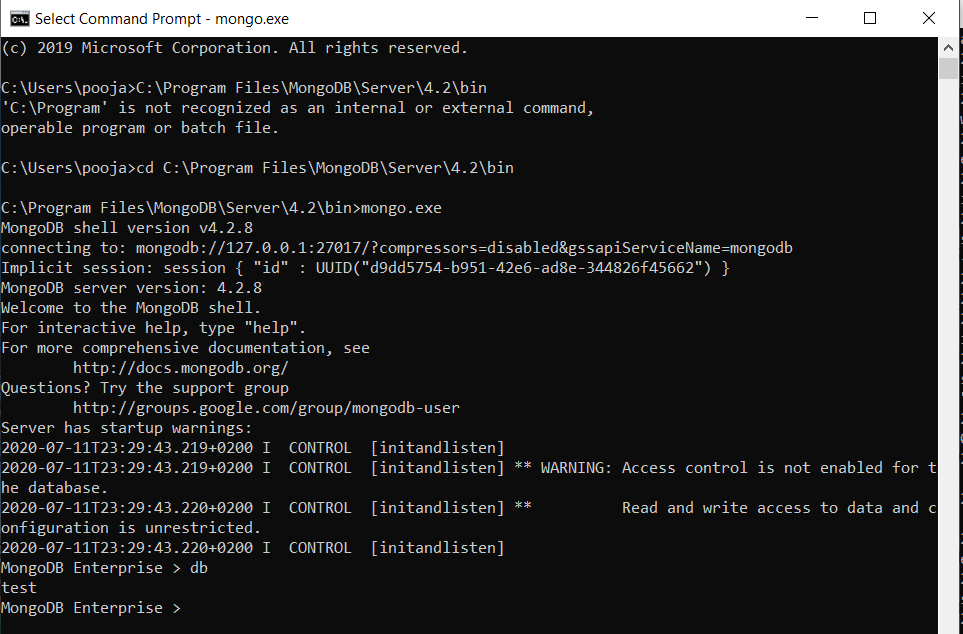 Select Command Prompt - mongo.exe
(c) 2019 Microsoft Corporation. All rights reserved.
C:\Users\pooja>C:\Program Files\MongoDB\Server\4.2\bin
'C:\Program' is not recognized as an internal or external command,
operable program or batch file.
C:\Users\pooja>cd C:\Program Files\MongoDB\Server\4.2\bin
C:\Program Files\MongoDB\Server\4.2\bin>mongo.exe
MongoDB shell version v4.2.8
connecting to: mongodb://127.0.0.1:27017/?compressors=disabled&gssapiServiceName=mongodb
Implicit session: session { "id" : UUID("d9dd5754-b951-42e6-ad8e-344826f45662") }
MongoDB server version: 4.2.8
Welcome to the MongoDB shell.
For interactive help, type "help".
For more comprehensive documentation, see
        http://docs.mongodb.org/
Questions? Try the support group
        http://groups.google.com/group/mongodb-user
Server has startup warnings:
2020-07-11T23:29:43.219+0200 I  CONTROL  [initandlisten]
2020-07-11T23:29:43.219+0200 I  CONTROL  [initandlisten] ** WARNING: Access control is not enabled for t
he database.
2020-07-11T23:29:43.220+0200 I  CONTROL  [initandlisten] **          Read and write access to data and c
onfiguration is unrestricted.
2020-07-11T23:29:43.220+0200 I  CONTROL  [initandlisten]
MongoDB Enterprise > db
test
MongoDB Enterprise >